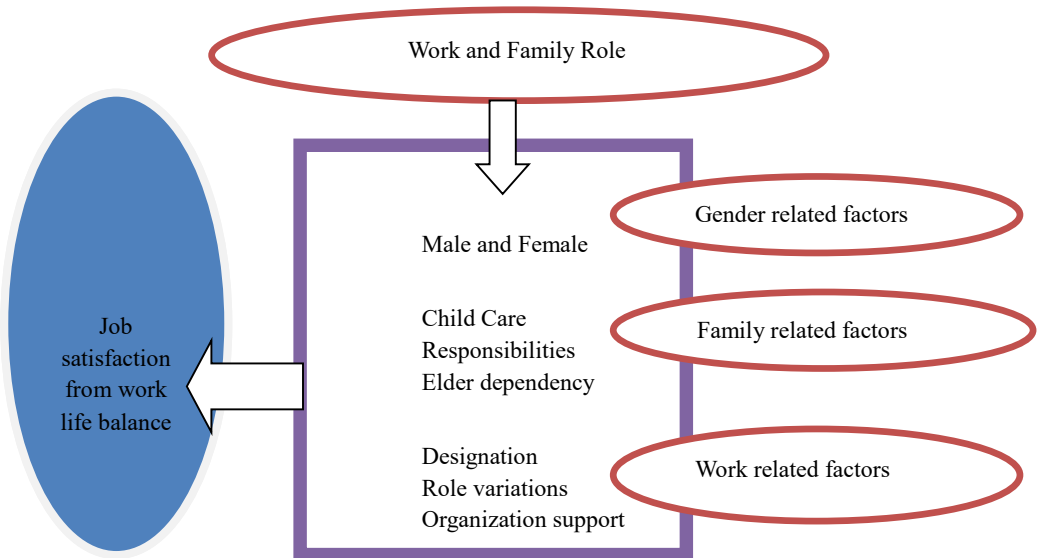 Work and Family Role
Gender related factors
Male and Female
Child Care
Responsibilities
Elder dependency
Family related factors
Job
satisfaction
from work
life balance
Designation
Role variations
Organization support
Work related factors